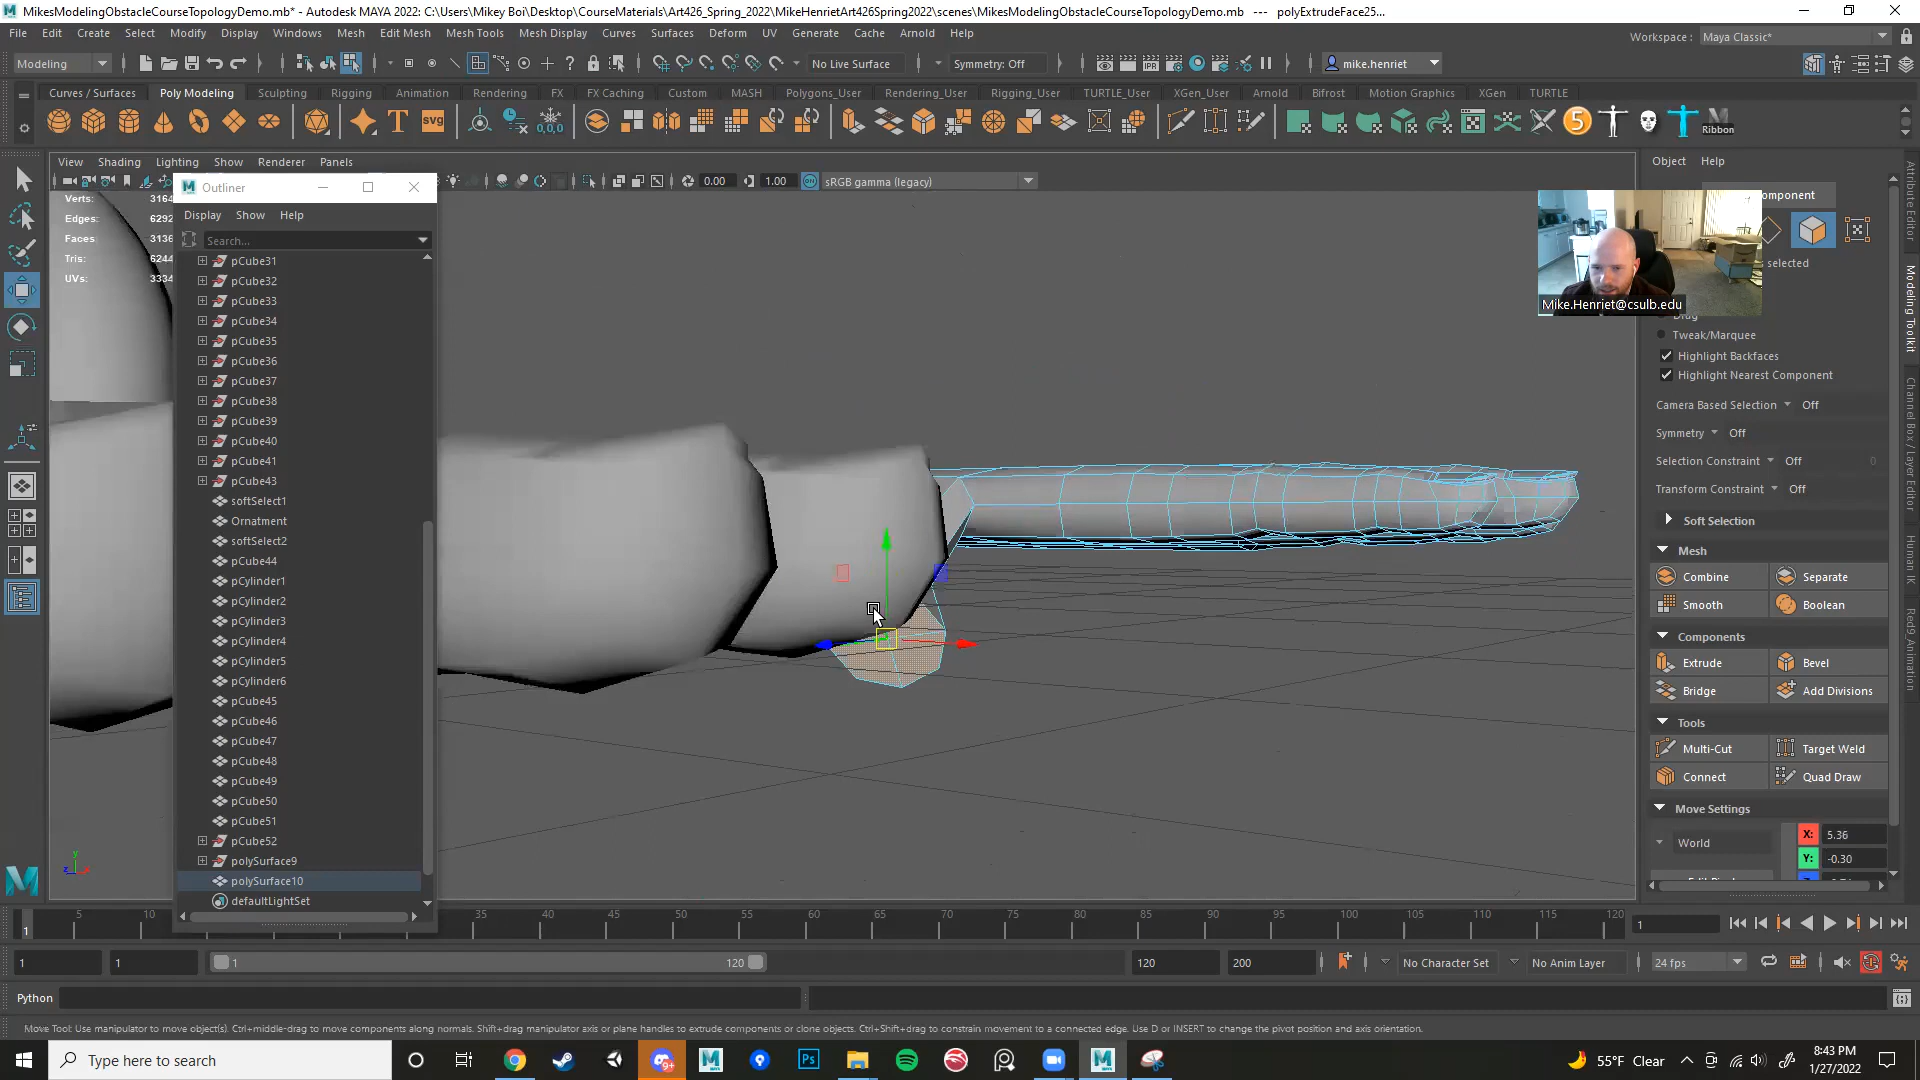 MikesModelingObstacleCourseTopologyDemo.mb* - Autodesk MAYA 2022: C:\Users\Mikey Boi\Desktop\CourseMaterials\Art426_Spring_2022\MikeHenrietArt426Spring2022\scenes\MikesModelingObstacleCourseTopologyDemo.mb --- polyExtrudeFace25...
File Edit Create Select Modify Display Windows Mesh Edit Mesh Mesh Tools Mesh Display Curves Surfaces Deform UV Generate Cache Arnold Help
Workspace : Maya Classic*
Modeling No Live Surface Symmetry: Off mike.henriet
Curves / Surfaces Poly Modeling Sculpting Rigging Animation Rendering FX FX Caching Custom MASH Polygons_User Rendering_User Rigging_User TURTLE_User XGen_User Arnold Bifrost Motion Graphics XGen TURTLE
T svg 0,0,0 5 Ribbon
View Shading Lighting Show Renderer Panels
0.00 1.00 sRGB gamma (legacy)
Outliner
Display Show Help
Search...
Verts: 3164
Edges: 6292
Faces: 3136
Tris: 6244
UVs: 3334
pCube31
pCube32
pCube33
pCube34
pCube35
pCube36
pCube37
pCube38
pCube39
pCube40
pCube41
pCube43
softSelect1
Ornatment
softSelect2
pCube44
pCylinder1
pCylinder2
pCylinder3
pCylinder4
pCylinder5
pCylinder6
pCube45
pCube46
pCube47
pCube48
pCube49
pCube50
pCube51
pCube52
polySurface9
polySurface10
defaultLightSet
Mike.Henriet@csulb.edu
Object Help
omponent
selected
Drag
Tweak/Marquee
Highlight Backfaces
Highlight Nearest Component
Camera Based Selection Off
Symmetry Off
Selection Constraint Off 0
Transform Constraint Off
Soft Selection
Mesh
Combine Separate
Smooth Boolean
Components
Extrude Bevel
Bridge Add Divisions
Tools
Multi-Cut Target Weld
Connect Quad Draw
Move Settings
World X: 5.36
Y: -0.30
Attribute Editor
Modeling Toolkit
Channel Box / Layer Editor
Human IK
Red9_Animation
5 10 35 40 45 50 55 60 65 70 75 80 85 90 95 100 105 110 115 120
1 1
1 1 1 120 120 200 No Character Set No Anim Layer 24 fps
Python
Move Tool: Use manipulator to move object(s). Ctrl+middle-drag to move components along normals. Shift+drag manipulator axis or plane handles to extrude components or clone objects. Ctrl+Shift+drag to constrain movement to a connected edge. Use D or INSERT to change the pivot position and axis orientation.
Type here to search
55°F Clear
8:43 PM
1/27/2022